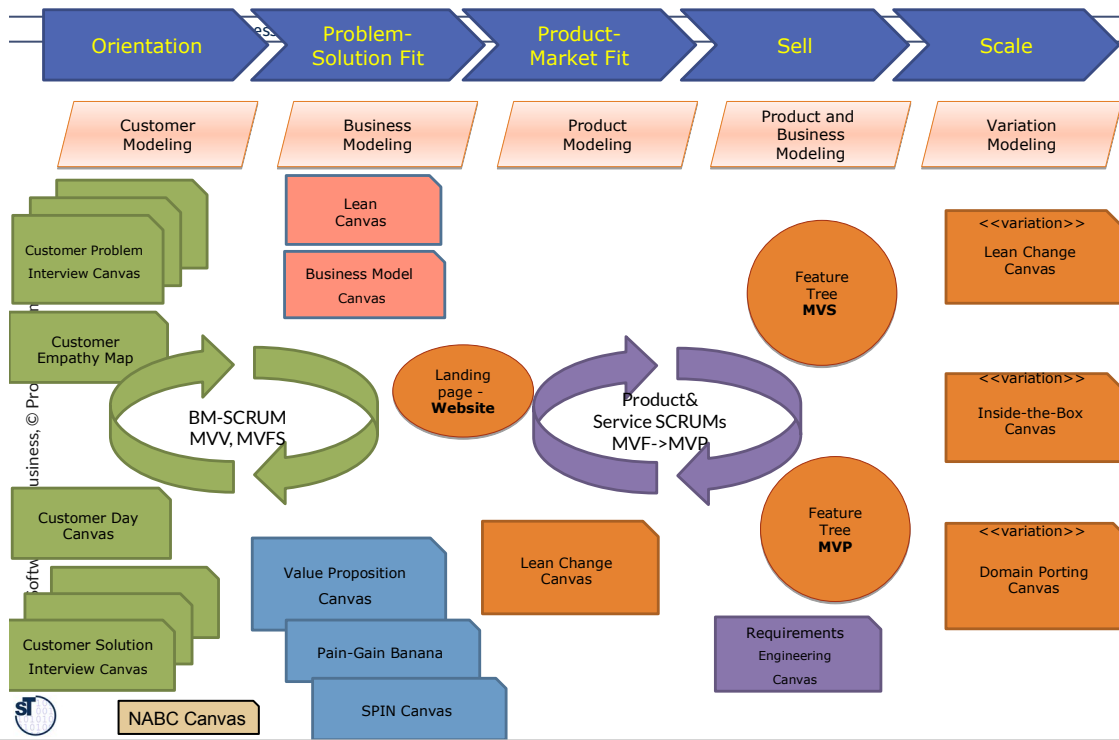 Orientation
Problem-
Solution Fit
Product-
Market Fit
Sell
Scale
Customer
Modeling
Business
Modeling
Product
Modeling
Product and
Business
Modeling
Variation
Modeling
Customer Problem
Interview Canvas
Lean
Canvas
Business Model
Canvas
Feature
Tree
MVS
<<variation>>
Lean Change
Canvas
Customer
Empathy Map
BM-SCRUM
MVV, MVFS
Landing
page -
Website
Product&
Service SCRUMs
MVF->MVP
<<variation>>
Inside-the-Box
Canvas
Customer Day
Canvas
Value Proposition
Canvas
Lean Change
Canvas
Feature
Tree
MVP
<<variation>>
Domain Porting
Canvas
Customer Solution
Interview Canvas
Pain-Gain Banana
SPIN Canvas
Requirements
Engineering
Canvas
ST
NABC Canvas